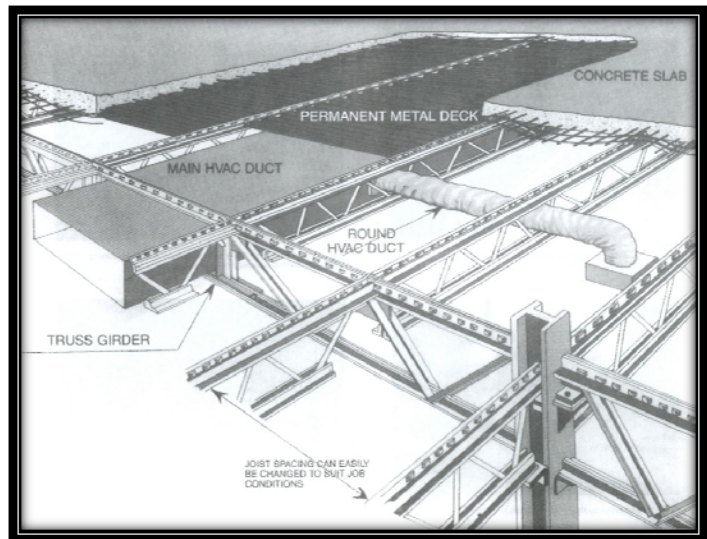 CONCRETE SLAB
PERMANENT METAL DECK
MAIN HVAC DUCT
ROUND
HVAC DUCT
TRUSS GIRDER
JOIST SPACING CAN EASILY
BE CHANGED TO SUIT JOB
CONDITIONS